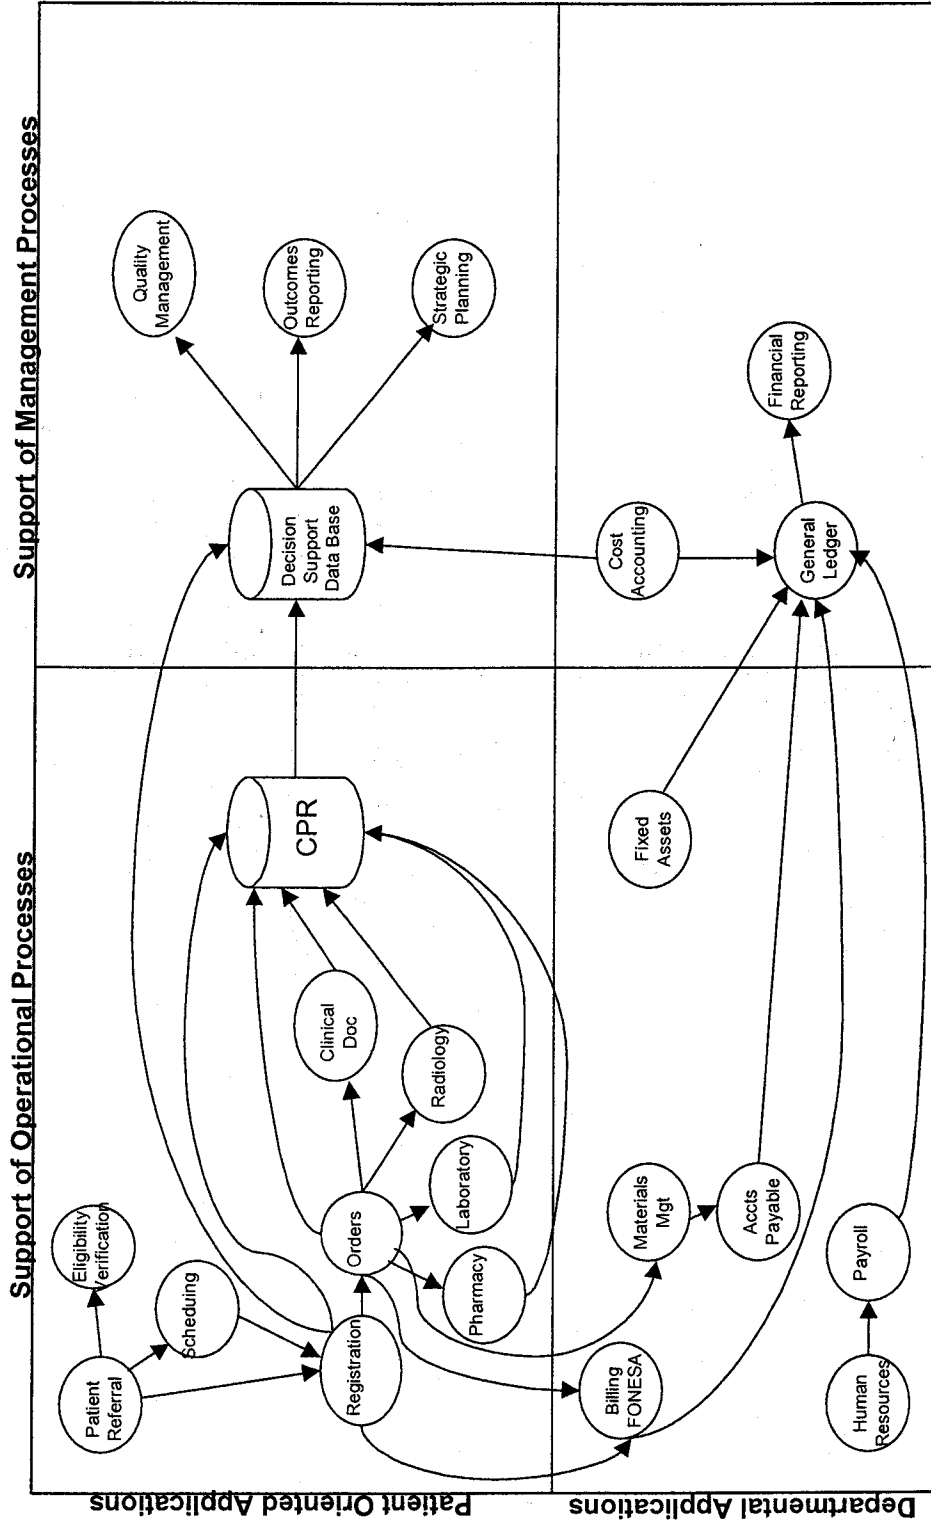 Support of Operational Processes
Support of Management Processes
Patient Oriented Applications
Departmental Applications
Patient
Referral
Eligibility
Verification
Scheduing
Registration
Orders
Clinical
Doc
Radiology
Laboratory
Pharmacy
CPR
Decision
Support
Data Base
Quality
Management
Outcomes
Reporting
Strategic
Planning
Billing
FONESA
Materials
Mgt
Accts
Payable
Human
Resources
Payroll
Fixed
Assets
Cost
Accounting
General
Ledger
Financial
Reporting